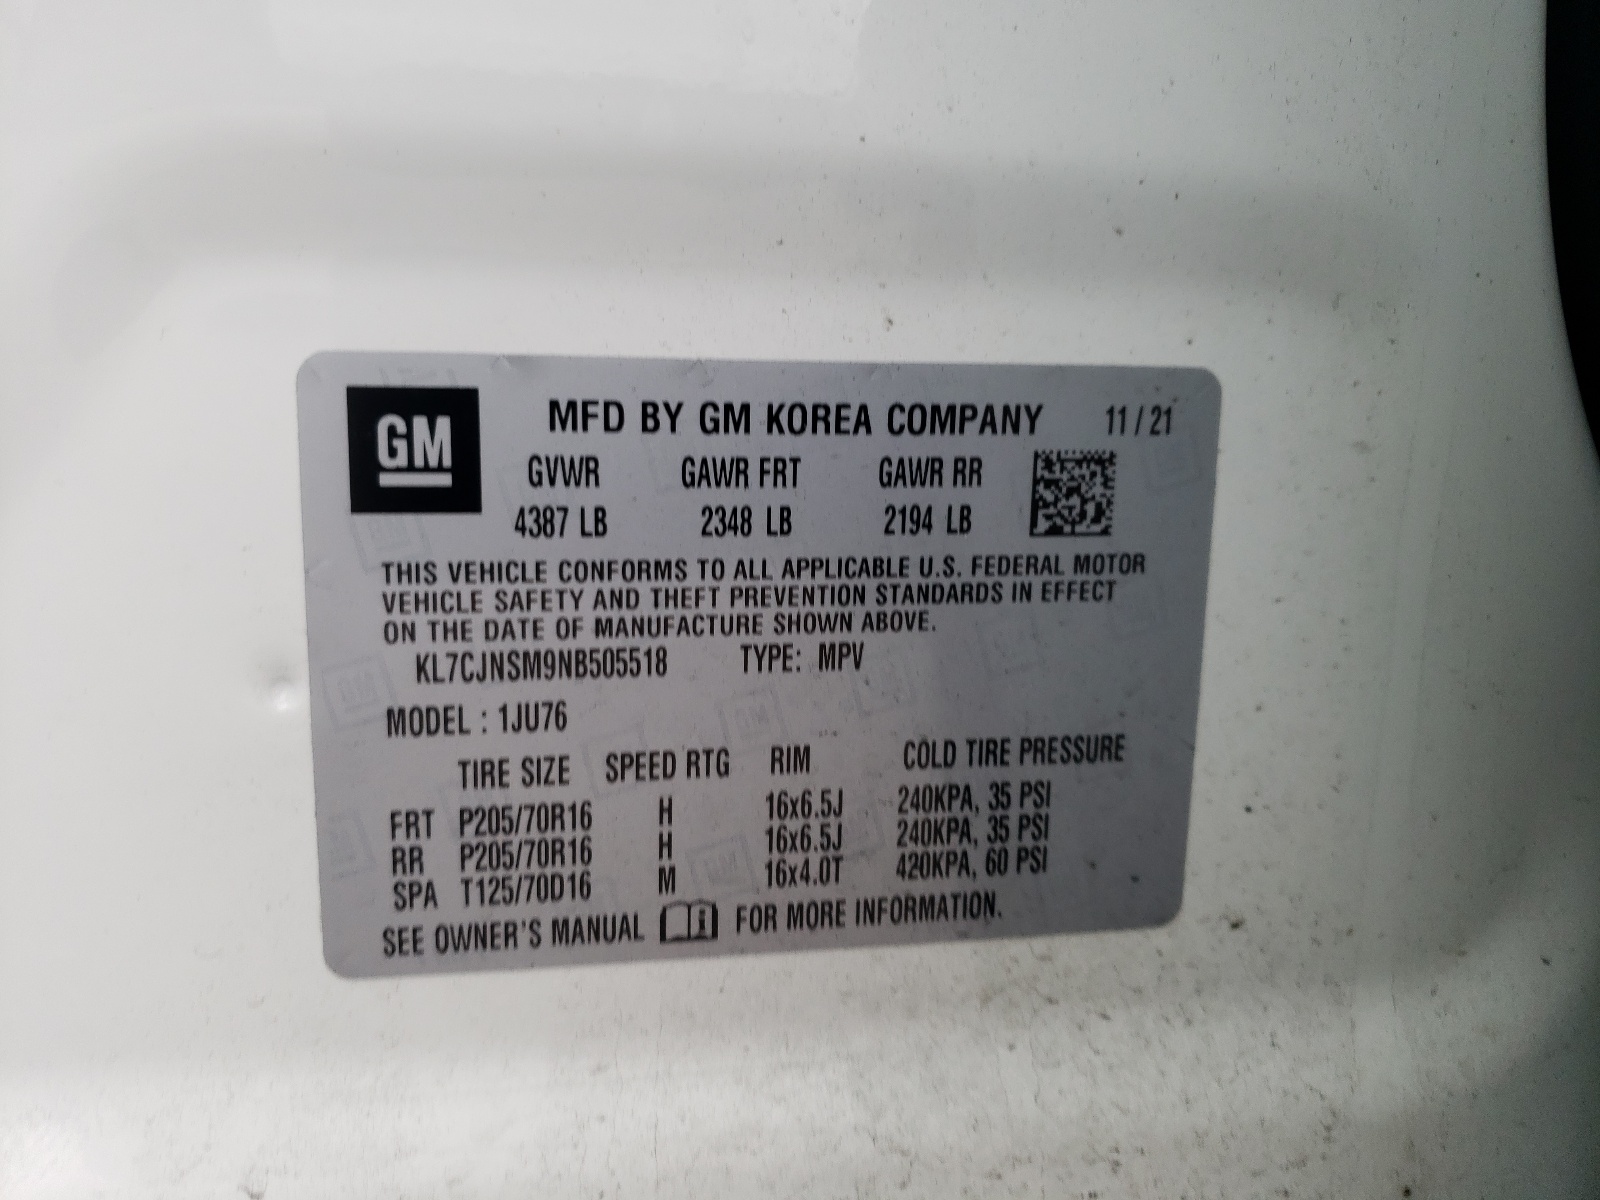 GM
MFD BY GM KOREA COMPANY 11 / 21
GVWR GAWR FRT GAWR RR
4387 LB 2348 LB 2194 LB
THIS VEHICLE CONFORMS TO ALL APPLICABLE U.S. FEDERAL MOTOR
VEHICLE SAFETY AND THEFT PREVENTION STANDARDS IN EFFECT
ON THE DATE OF MANUFACTURE SHOWN ABOVE.
KL7CJNSM9NB505518 TYPE: MPV
MODEL : 1JU76
TIRE SIZE SPEED RTG RIM COLD TIRE PRESSURE
FRT P205/70R16 H 16x6.5J 240KPA, 35 PSI
RR P205/70R16 H 16x6.5J 240KPA, 35 PSI
SPA T125/70D16 M 16x4.0T 420KPA, 60 PSI
SEE OWNER'S MANUAL FOR MORE INFORMATION.